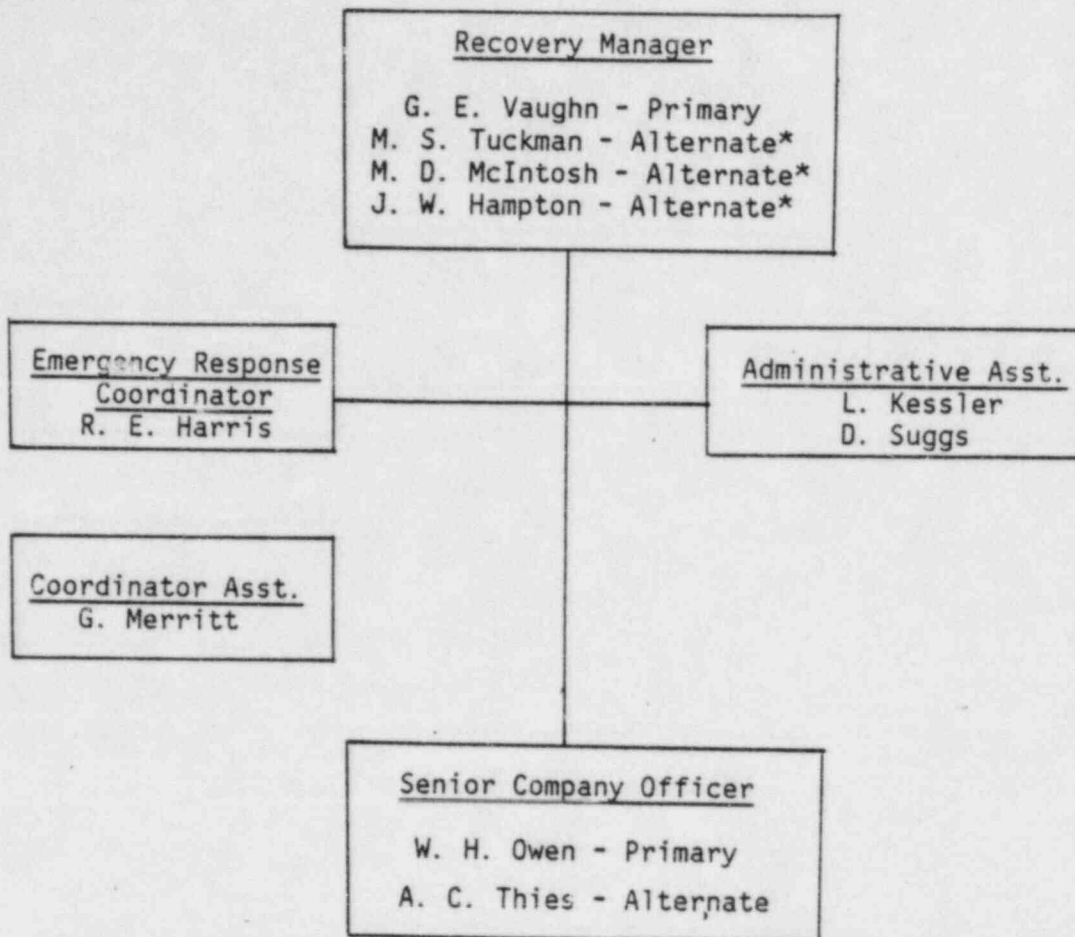 Recovery Manager
G. E. Vaughn - Primary
M. S. Tuckman - Alternate*
M. D. McIntosh - Alternate*
J. W. Hampton - Alternate*
Emergency Response
Coordinator
R. E. Harris
Administrative Asst.
L. Kessler
D. Suggs
Coordinator Asst.
G. Merritt
Senior Company Officer
W. H. Owen - Primary
A. C. Thies - Alternate